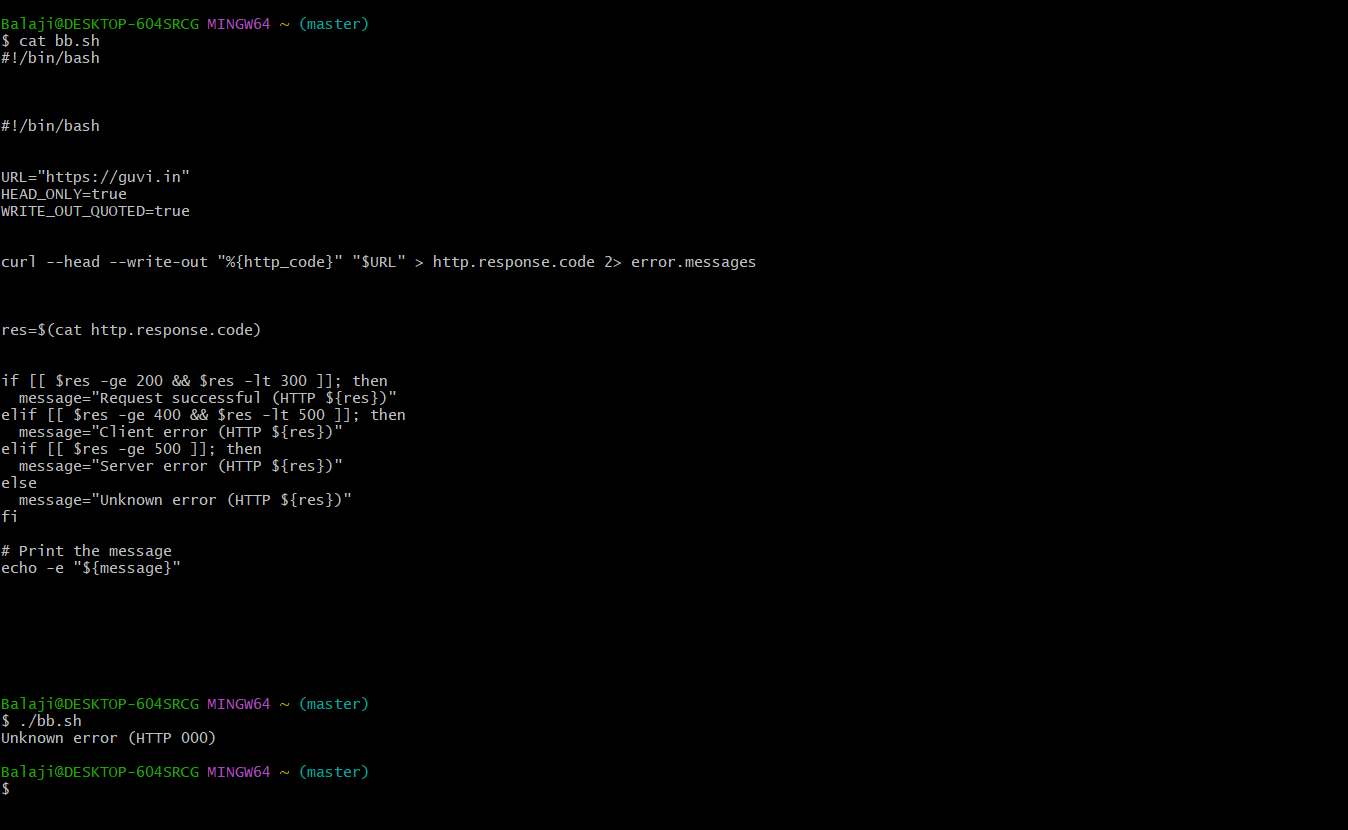 Balaji@DESKTOP-604SRCG MINGW64 ~ (master)
$ cat bb.sh
#!/bin/bash
#!/bin/bash
URL="https://guvi.in"
HEAD_ONLY=true
WRITE_OUT_QUOTED=true
curl --head --write-out "%{http_code}" "$URL" > http.response.code 2> error.messages
res=$(cat http.response.code)
if [[ $res -ge 200 && $res -lt 300 ]]; then
  message="Request successful (HTTP ${res})"
elif [[ $res -ge 400 && $res -lt 500 ]]; then
  message="Client error (HTTP ${res})"
elif [[ $res -ge 500 ]]; then
  message="Server error (HTTP ${res})"
else
  message="Unknown error (HTTP ${res})"
fi
# Print the message
echo -e "${message}"
Balaji@DESKTOP-604SRCG MINGW64 ~ (master)
$ ./bb.sh
Unknown error (HTTP 000)
Balaji@DESKTOP-604SRCG MINGW64 ~ (master)
$